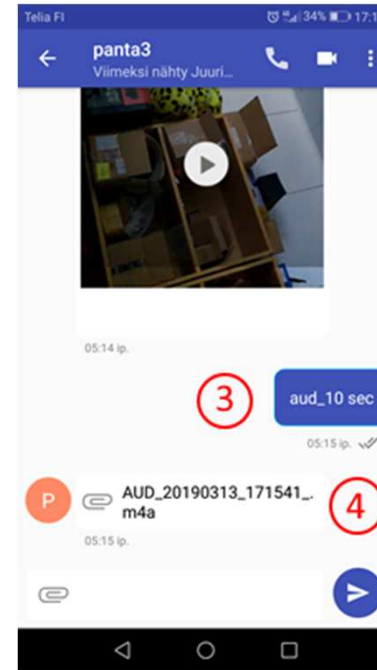 Telia FI 34% 17:1
panta3
Viimeksi nähty Juuri...
05:14 ip.
3
aud_10 sec
05:15 ip.
P
AUD_20190313_171541_.
m4a
4
05:15 ip.